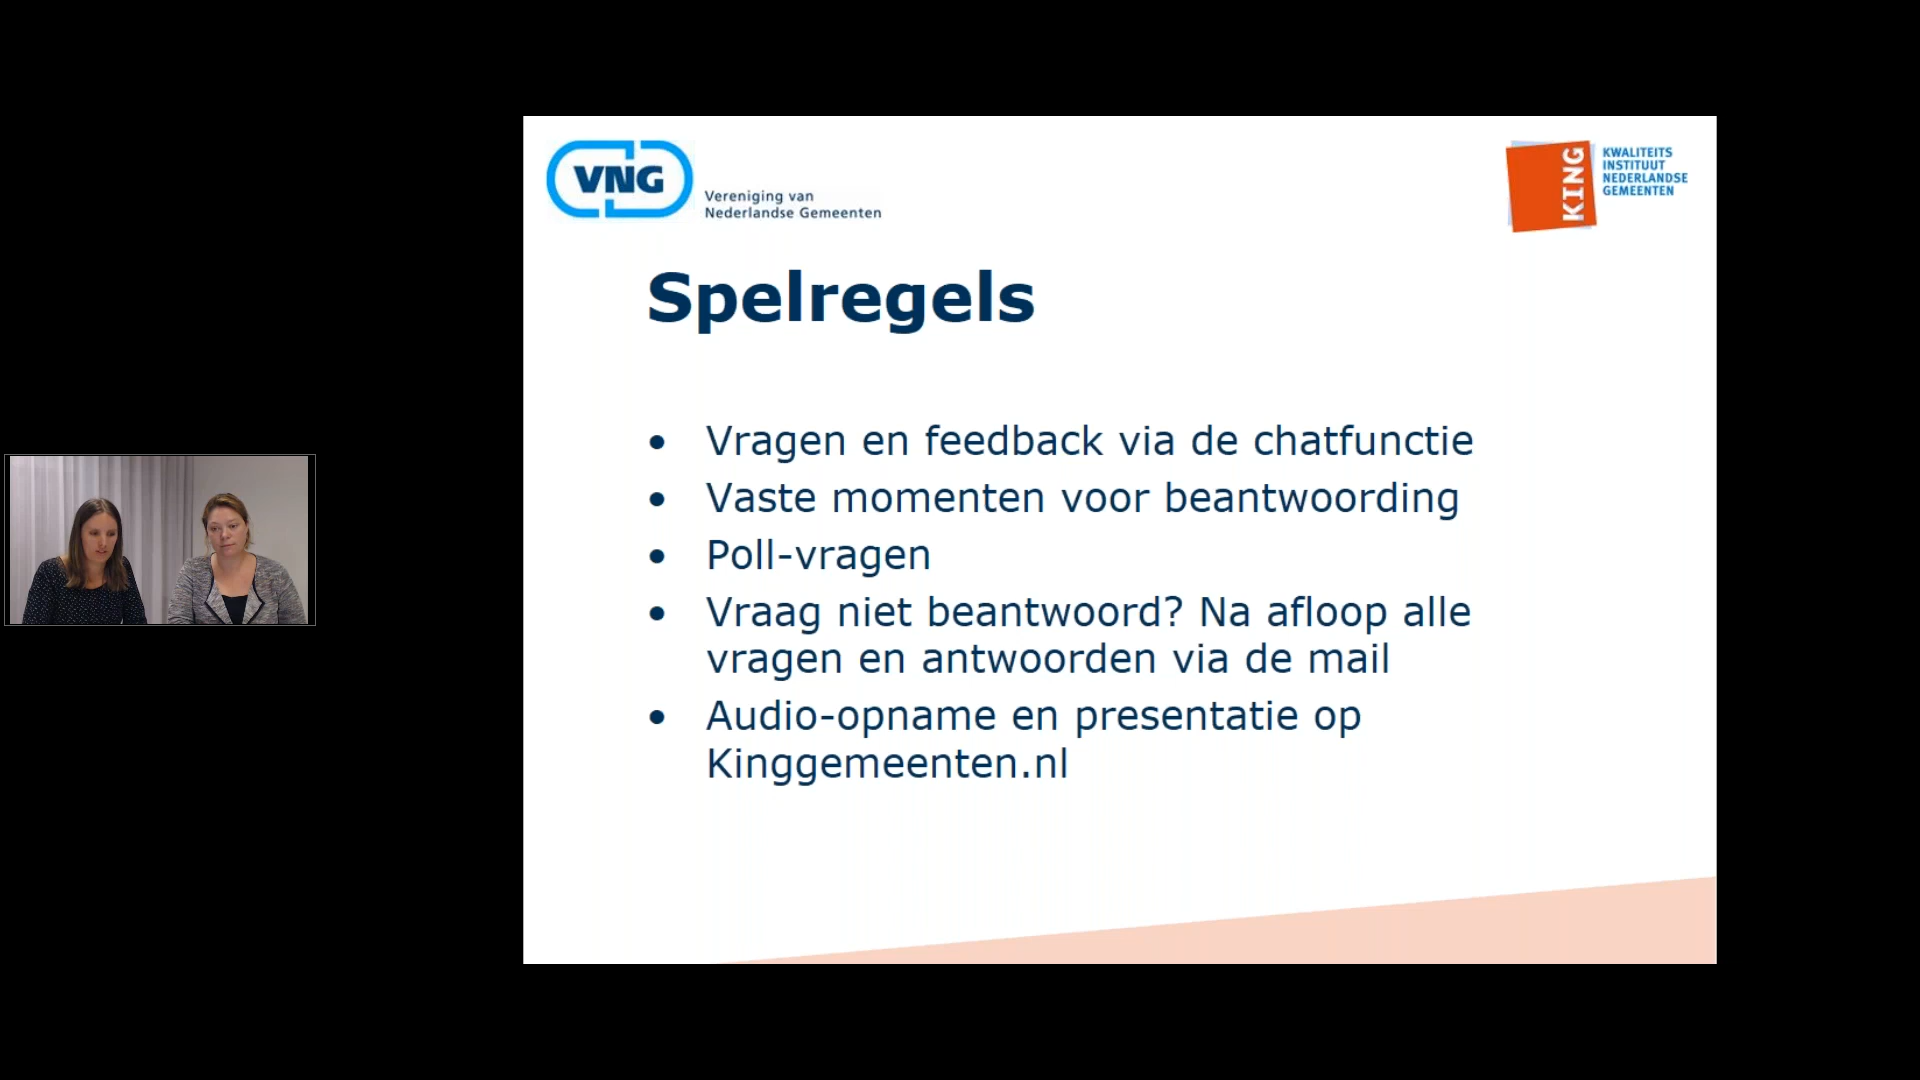 VNG
Vereniging van
Nederlandse Gemeenten
KING
KWALITEITS
INSTITUUT
NEDERLANDSE
GEMEENTEN
Spelregels
• Vragen en feedback via de chatfunctie
• Vaste momenten voor beantwoording
• Poll-vragen
• Vraag niet beantwoord? Na afloop alle
vragen en antwoorden via de mail
• Audio-opname en presentatie op
Kinggemeenten.nl